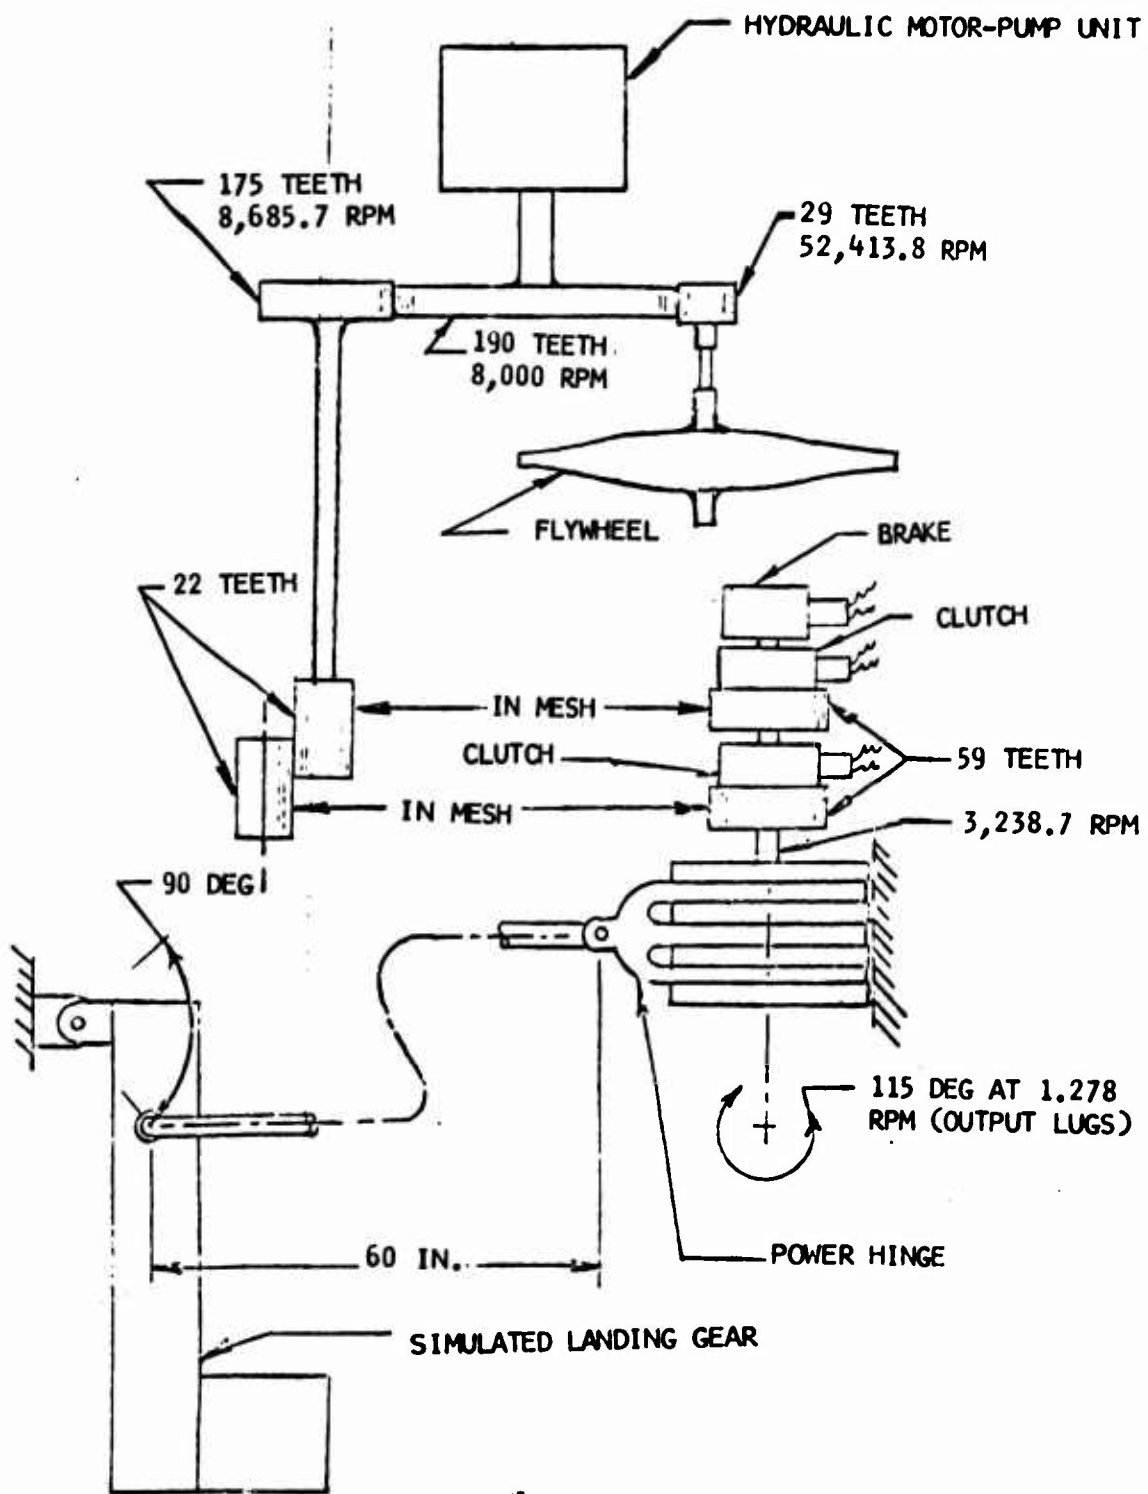 HYDRAULIC MOTOR-PUMP UNIT
175 TEETH
8,685.7 RPM
29 TEETH
52,413.8 RPM
190 TEETH
8,000 RPM
FLYWHEEL
BRAKE
22 TEETH
CLUTCH
IN MESH
CLUTCH
59 TEETH
IN MESH
3,238.7 RPM
90 DEG
115 DEG AT 1.278
RPM (OUTPUT LUGS)
60 IN.
POWER HINGE
SIMULATED LANDING GEAR